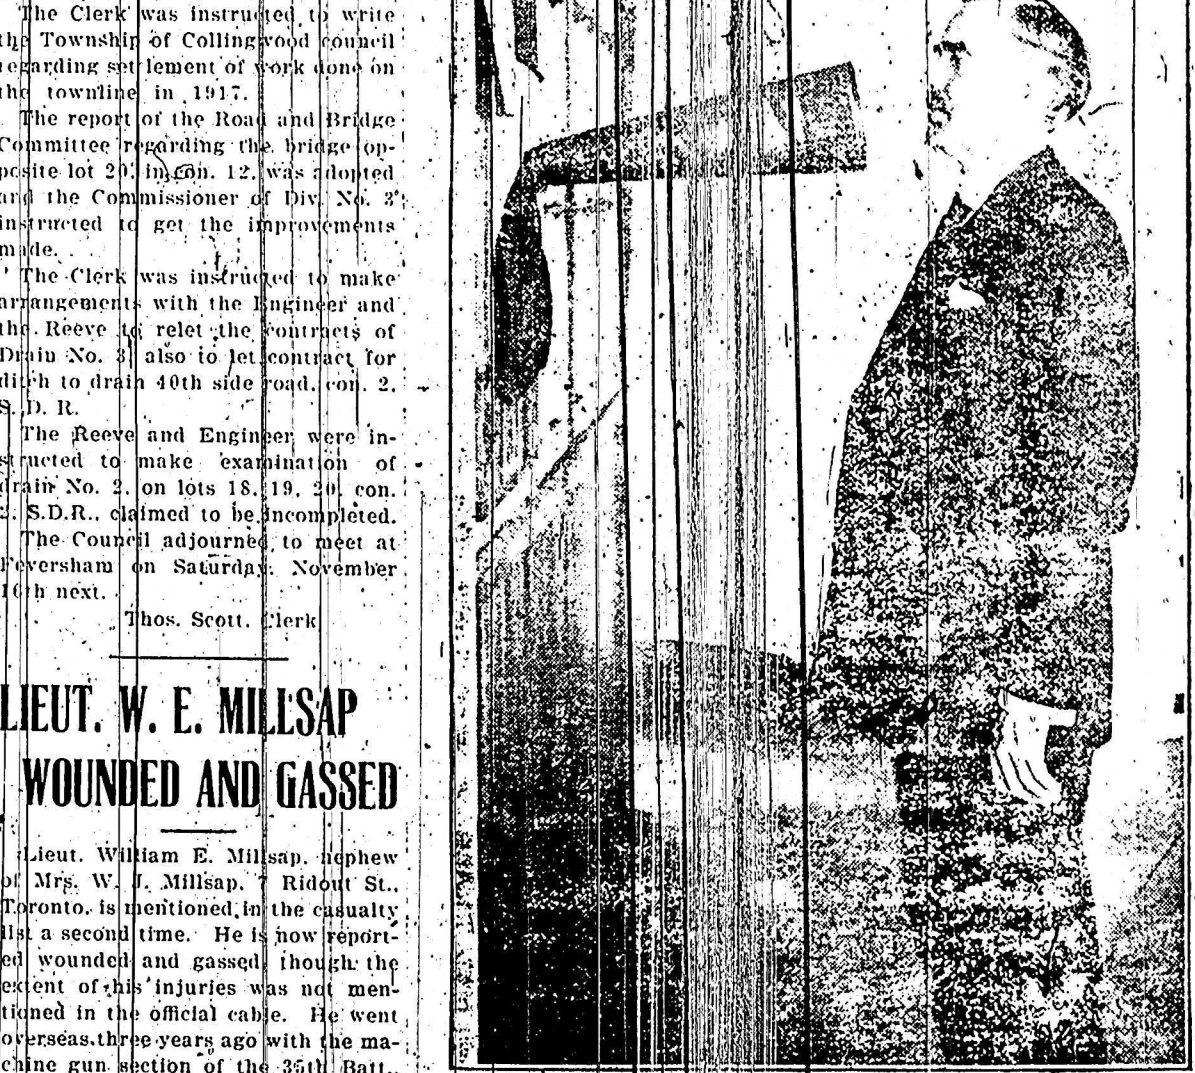 The Clerk was instructed to write
the Township of Collingwood council
regarding settlement of work done on
the townline in 1917.
The report of the Road and Bridge
Committee regarding the bridge op-
posite lot 20, in con. 12, was adopted
and the Commissioner of Div. No. 3
instructed to get the improvements
made.
The Clerk was instructed to make
arrangements with the Engineer and
the Reeve to relet the contracts of
Drain No. 3, also to let contract for
ditch to drain 40th side road, con. 2,
S. D. R.
The Reeve and Engineer were in-
structed to make examination of
drain No. 2, on lots 18, 19, 20, con.
2, S.D.R., claimed to be incompleted.
The Council adjourned to meet at
Feversham on Saturday, November
16th next.
Thos. Scott, Clerk
LIEUT. W. E. MILLSAP
WOUNDED AND GASSED
Lieut. William E. Millsap, nephew
of Mrs. W. J. Millsap, 7 Ridout St.,
Toronto, is mentioned in the casualty
list a second time. He is now report-
ed wounded and gassed, though the
extent of his injuries was not men-
tioned in the official cable. He went
overseas three years ago with the ma-
chine gun section of the 35th Batt.,